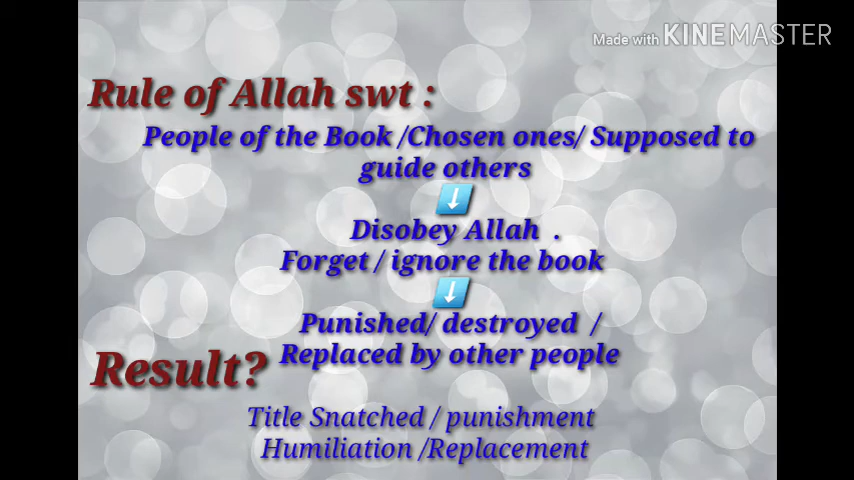 Made with KINEMASTER
Rule of Allah swt :
People of the Book /Chosen ones/ Supposed to
guide others
⬇
Disobey Allah .
Forget / ignore the book
⬇
Punished/ destroyed /
Replaced by other people
Result?
Title Snatched / punishment
Humiliation /Replacement